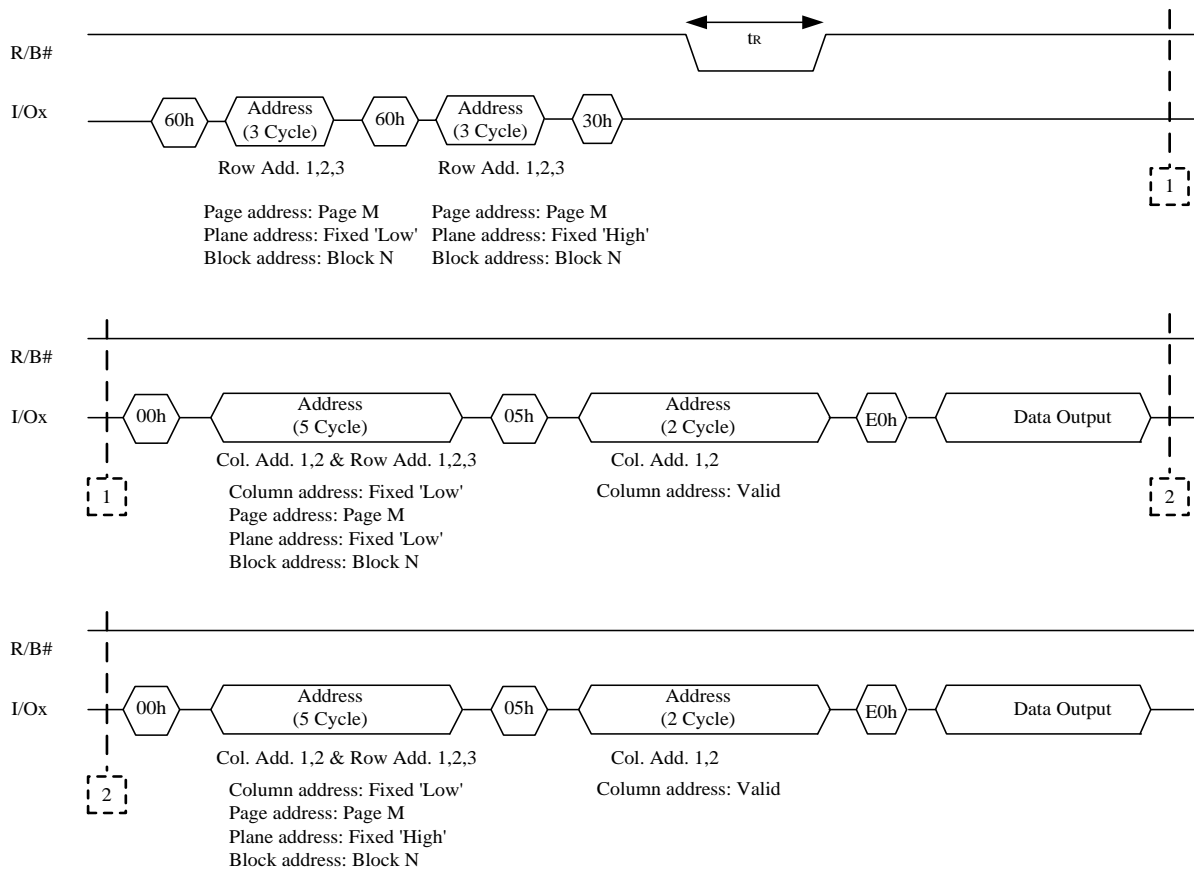 tR
R/B#
I/Ox
60h
Address
(3 Cycle)
60h
Address
(3 Cycle)
30h
Row Add. 1,2,3
Row Add. 1,2,3
1
Page address: Page M
Plane address: Fixed 'Low'
Block address: Block N
Page address: Page M
Plane address: Fixed 'High'
Block address: Block N
R/B#
I/Ox
00h
Address
(5 Cycle)
05h
Address
(2 Cycle)
E0h
Data Output
Col. Add. 1,2 & Row Add. 1,2,3
Col. Add. 1,2
1
Column address: Fixed 'Low'
Page address: Page M
Plane address: Fixed 'Low'
Block address: Block N
Column address: Valid
2
R/B#
I/Ox
00h
Address
(5 Cycle)
05h
Address
(2 Cycle)
E0h
Data Output
Col. Add. 1,2 & Row Add. 1,2,3
Col. Add. 1,2
2
Column address: Fixed 'Low'
Page address: Page M
Plane address: Fixed 'High'
Block address: Block N
Column address: Valid